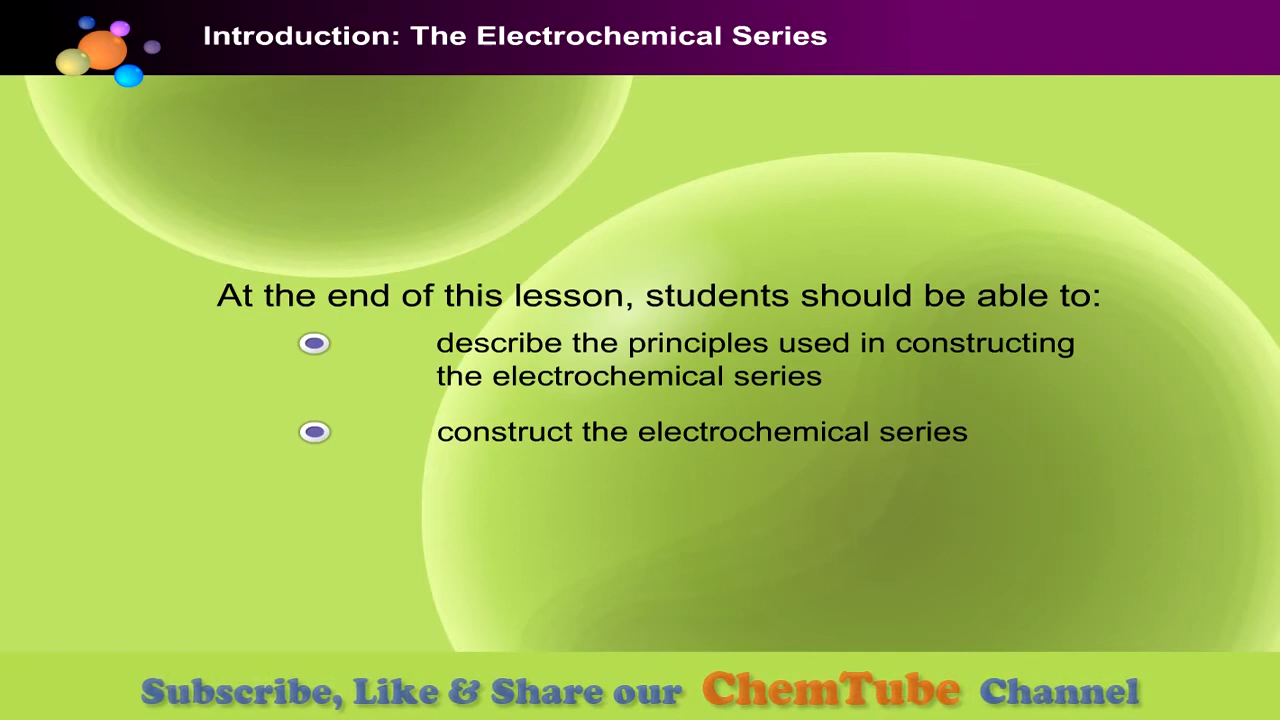 Introduction: The Electrochemical Series
At the end of this lesson, students should be able to:
describe the principles used in constructing
the electrochemical series
construct the electrochemical series
Subscribe, Like & Share our ChemTube Channel